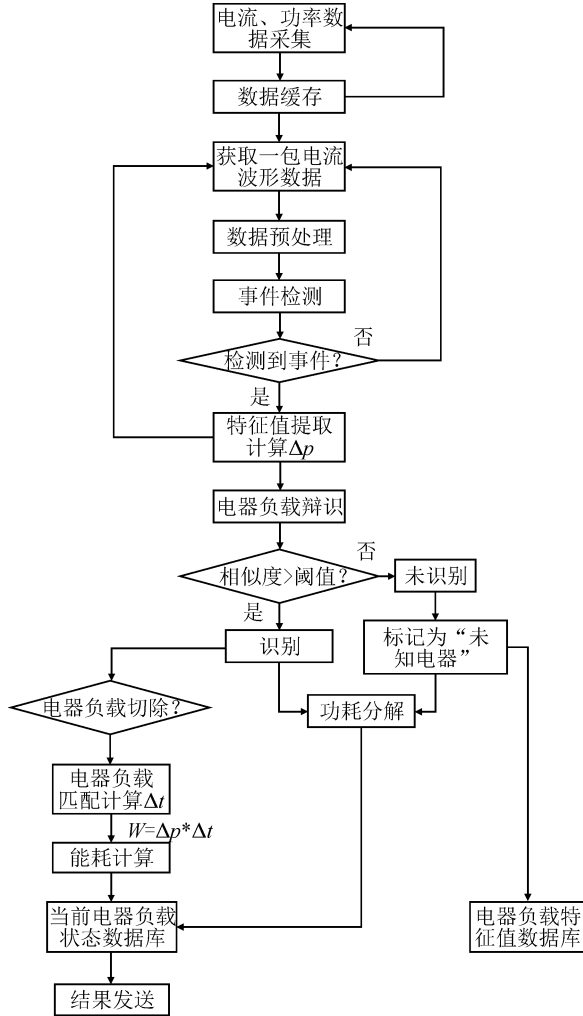 电流、功率数
据采集
数据缓存
获取一包电流
波形数据
数据预处理
事件检测
否
检测到事件?
是
特征值提取
计算Δp
电器负载辩识
否
相似度>阈值?
未识别
是
识别
标记为“未
知电器”
电器负载切除?
功耗分解
电器负载
匹配计算Δt
W=Δp*Δt
能耗计算
当前电器负载
状态数据库
电器负载特
征值数据库
结果发送